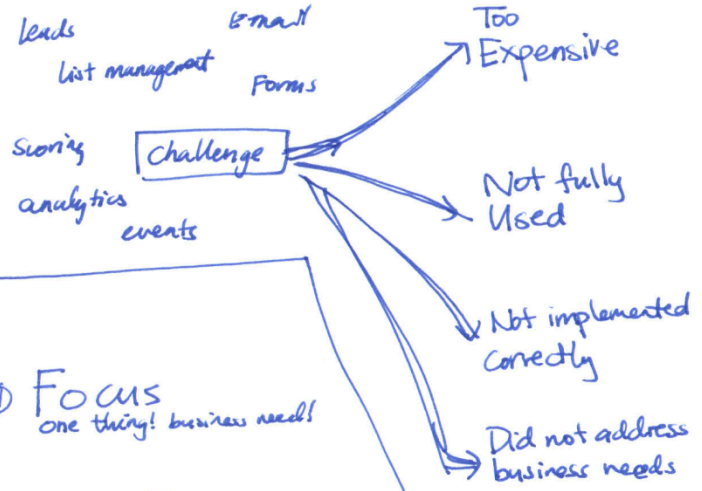 Leads
Email
List management
Forms
Scoring
Challenge
analytics
events
Too
Expensive
Not fully
Used
Not implemented
correctly
Did not address
business needs
Focus
one thing! business need!